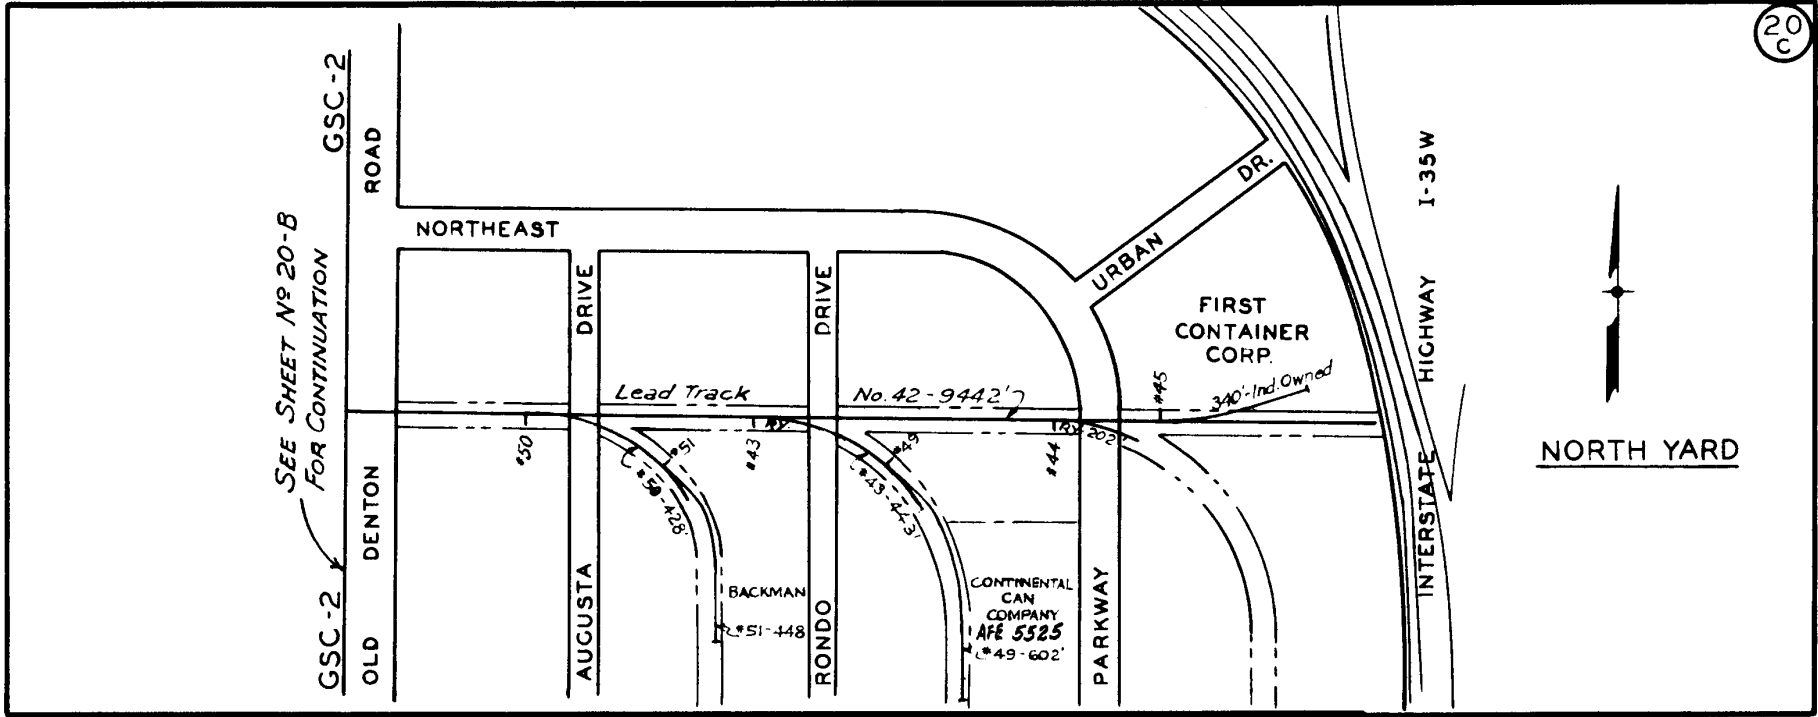 20
C
GSC-2
ROAD
NORTHEAST
SEE SHEET Nº 20-B
FOR CONTINUATION
DRIVE
DRIVE
URBAN DR.
INTERSTATE HIGHWAY I-35W
FIRST
CONTAINER
CORP.
Lead Track
No. 42-9442'
#45
340'-Ind. Owned
#50
#51
#43
#49
#44
202'
NORTH YARD
#50-428'
#43-443'
OLD DENTON
GSC-2
AUGUSTA
BACKMAN
#51-448
RONDO
CONTINENTAL
CAN
COMPANY
AFE 5525
#49-602'
PARKWAY